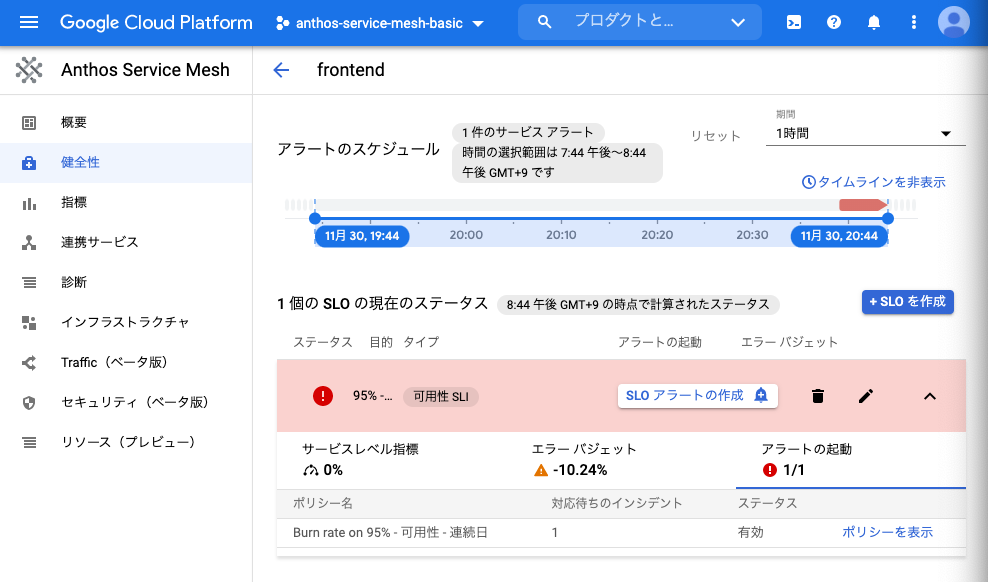 Google Cloud Platform
anthos-service-mesh-basic
プロダクトと...
Anthos Service Mesh
概要
健全性
指標
連携サービス
診断
インフラストラクチャ
Traffic（ベータ版）
セキュリティ（ベータ版）
リソース（プレビュー）
frontend
アラートのスケジュール
1 件のサービス アラート
時間の選択範囲は 7:44 午後～8:44
午後 GMT+9 です
リセット
期間
1時間
タイムラインを非表示
11月 30, 19:44
20:00
20:10
20:20
20:30
11月 30, 20:44
1 個の SLO の現在のステータス
8:44 午後 GMT+9 の時点で計算されたステータス
+ SLO を作成
ステータス 目的 タイプ アラートの起動 エラー バジェット
95% -... 可用性 SLI SLO アラートの作成
サービスレベル指標 エラー バジェット アラートの起動
0% -10.24% 1/1
ポリシー名 対応待ちのインシデント ステータス
Burn rate on 95% - 可用性 - 連続日 1 有効 ポリシーを表示